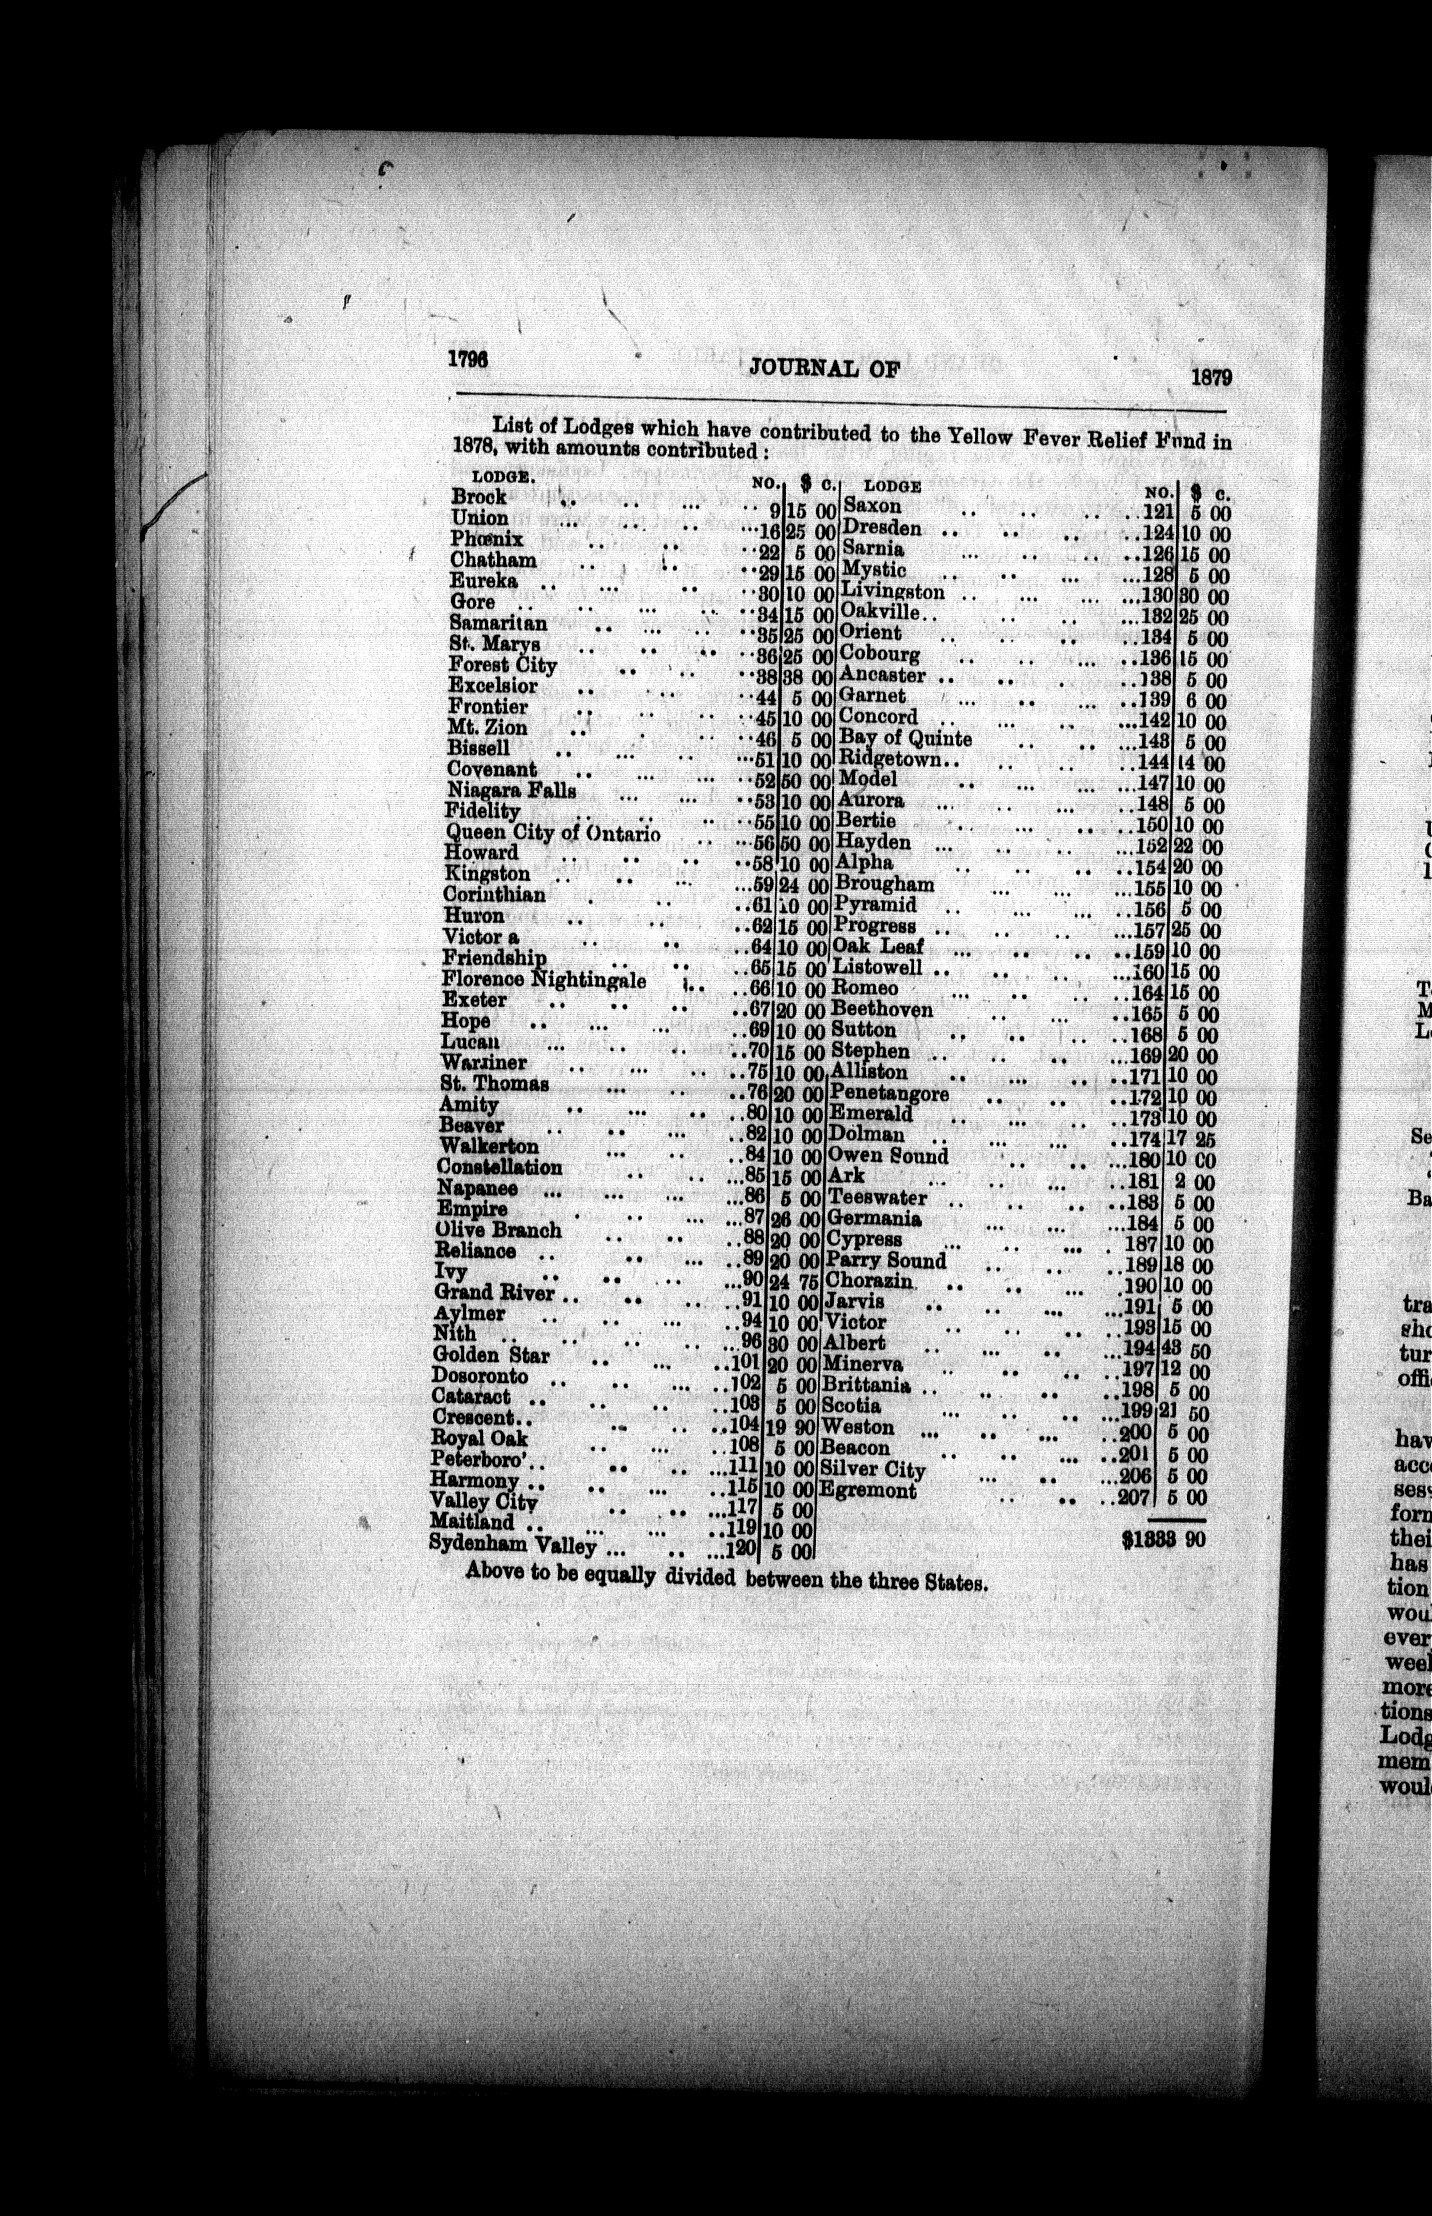 1796 JOURNAL OF 1879
List of Lodges which have contributed to the Yellow Fever Relief Fund in
1878, with amounts contributed:
LODGE. NO. $ C.
Brock .. .. ... .. 9 15 00
Union ... .. .. ...16 25 00
Phœnix .. .. ..22 5 00
Chatham .. .. ..29 15 00
Eureka .. ... .. ..30 10 00
Gore .. .. ... .. ..34 15 00
Samaritan .. ... .. ..35 25 00
St. Marys .. .. .. ..36 25 00
Forest City .. .. ..38 38 00
Excelsior .. .. ..44 5 00
Frontier .. .. .. ..45 10 00
Mt. Zion .. .. .. ..46 5 00
Bissell .. ... .. ...51 10 00
Covenant .. ... ... ..52 50 00
Niagara Falls ... ... ..53 10 00
Fidelity .. .. .. ..55 10 00
Queen City of Ontario .. ...56 50 00
Howard .. .. .. ..58 10 00
Kingston .. .. ... ...59 24 00
Corinthian . .. ..61 10 00
Huron .. .. ..62 15 00
Victor a .. .. ..64 10 00
Friendship .. .. ..65 15 00
Florence Nightingale .. ..66 10 00
Exeter .. .. .. ..67 20 00
Hope .. ... ... ..69 10 00
Lucan ... .. .. ..70 15 00
Warriner .. ... .. ..75 10 00
St. Thomas ... .. ..76 20 00
Amity .. ... .. ..80 10 00
Beaver .. .. ... ..82 10 00
Walkerton ... .. ..84 10 00
Constellation .. .. ...85 15 00
Napanee ... ... ... ...86 5 00
Empire . .. ... ...87 26 00
Olive Branch .. .. ..88 20 00
Reliance .. .. ... ..89 20 00
Ivy .. .. .. ...90 24 75
Grand River .. .. .. ..91 10 00
Aylmer .. .. ... ..94 10 00
Nith .. .. .. .. ...96 30 00
Golden Star .. ... ..101 20 00
Dosoronto .. .. ... ..102 5 00
Cataract .. .. .. ..103 5 00
Crescent.. ... .. ..104 19 90
Royal Oak .. ... ..108 5 00
Peterboro'.. .. .. ...111 10 00
Harmony .. .. ... ..115 10 00
Valley City .. .. ...117 5 00
Maitland .. ... ... ..119 10 00
Sydenham Valley ... .. ...120 5 00
LODGE NO. $ C.
Saxon .. .. .. ..121 5 00
Dresden .. .. .. ..124 10 00
Sarnia ... .. .. ..126 15 00
Mystic .. .. ... ...128 5 00
Livingston .. ... ... ...130 30 00
Oakville.. .. .. ...132 25 00
Orient .. .. .. ..134 5 00
Cobourg .. .. ... ..136 15 00
Ancaster .. .. . ..138 5 00
Garnet ... .. ... ..139 6 00
Concord .. ... .. ...142 10 00
Bay of Quinte .. .. ...143 5 00
Ridgetown.. .. .. ..144 14 00
Model .. ... ... ...147 10 00
Aurora ... .. ... ..148 5 00
Bertie .. ... .. ..150 10 00
Hayden ... .. .. ...152 22 00
Alpha .. .. .. ..154 20 00
Brougham ... ... ...155 10 00
Pyramid .. ... ... ..156 5 00
Progress .. .. .. ...157 25 00
Oak Leaf ... .. .. ..159 10 00
Listowell .. .. .. ...160 15 00
Romeo ... .. .. ..164 15 00
Beethoven .. ... ..165 5 00
Sutton .. .. .. ..168 5 00
Stephen .. .. .. ...169 20 00
Alliston .. ... .. ..171 10 00
Penetangore .. .. ..172 10 00
Emerald .. ... .. ..173 10 00
Dolman .. ... ... ..174 17 25
Owen Sound .. .. ...180 10 00
Ark ... .. ... ..181 2 00
Teeswater .. .. .. ..183 5 00
Germania ... ... ...184 5 00
Cypress ... .. ... . 187 10 00
Parry Sound .. .. ..189 18 00
Chorazin .. .. ... .190 10 00
Jarvis .. .. ... ...191 5 00
Victor .. .. .. ..193 15 00
Albert .. ... .. ...194 43 50
Minerva .. .. .. ..197 12 00
Brittania .. .. .. ..198 5 00
Scotia ... .. .. ...199 21 50
Weston ... .. ... ..200 5 00
Beacon .. .. ... ..201 5 00
Silver City ... .. ...206 5 00
Egremont .. .. ..207 5 00
$1333 90
Above to be equally divided between the three States.